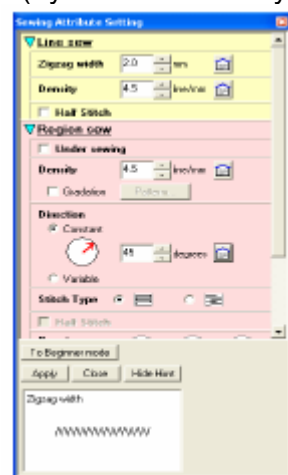 Sewing Attribute Setting
Line sew
Zigzag width 2.0 mm
Density 4.5 line/mm
Half Stitch
Region sew
Under sewing
Density 4.5 line/mm
Gradation Pattern...
Direction
Constant
45 degrees
Variable
Stitch Type
Half Stitch
To Beginner mode
Apply Close Hide Hint
Zigzag width